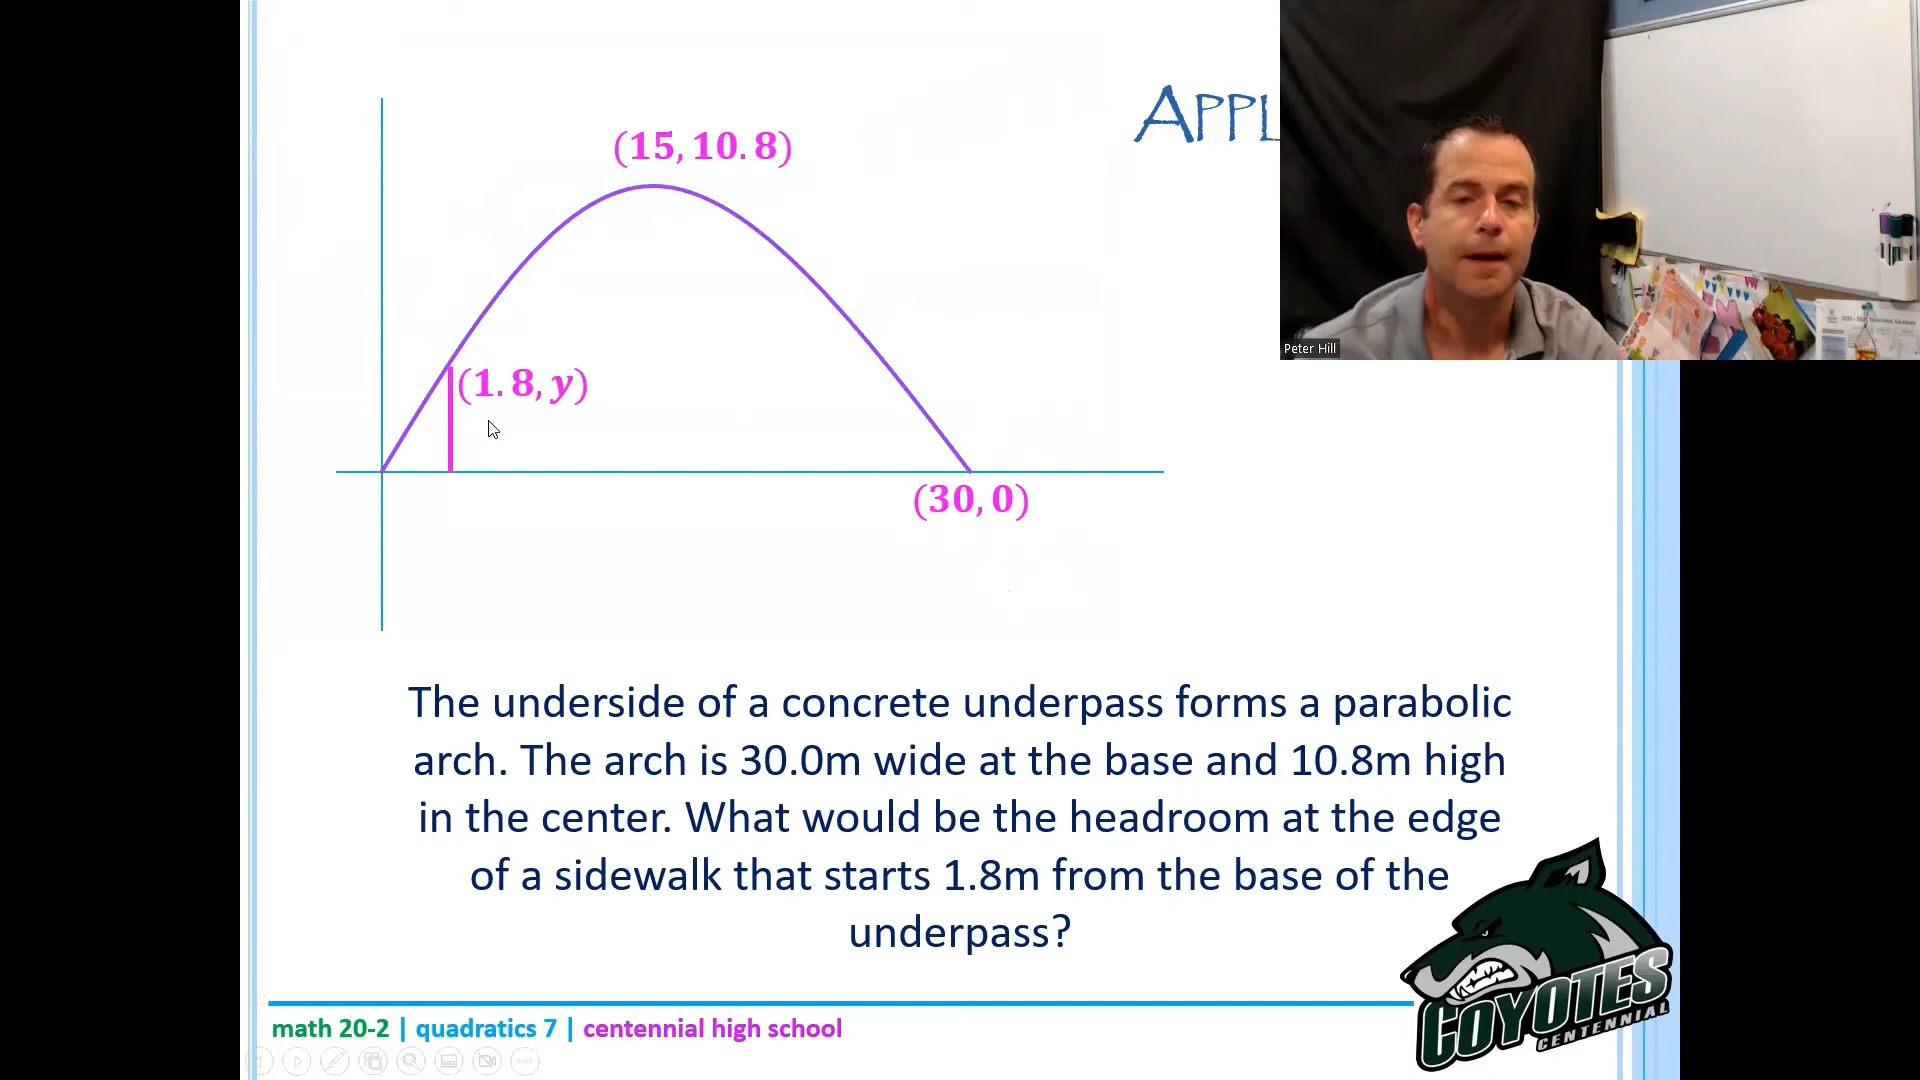 APPL
(15, 10.8)
(1.8, y)
(30, 0)
Peter Hill
The underside of a concrete underpass forms a parabolic
arch. The arch is 30.0m wide at the base and 10.8m high
in the center. What would be the headroom at the edge
of a sidewalk that starts 1.8m from the base of the
underpass?
COYOTES
CENTENNIAL
math 20-2 | quadratics 7 | centennial high school